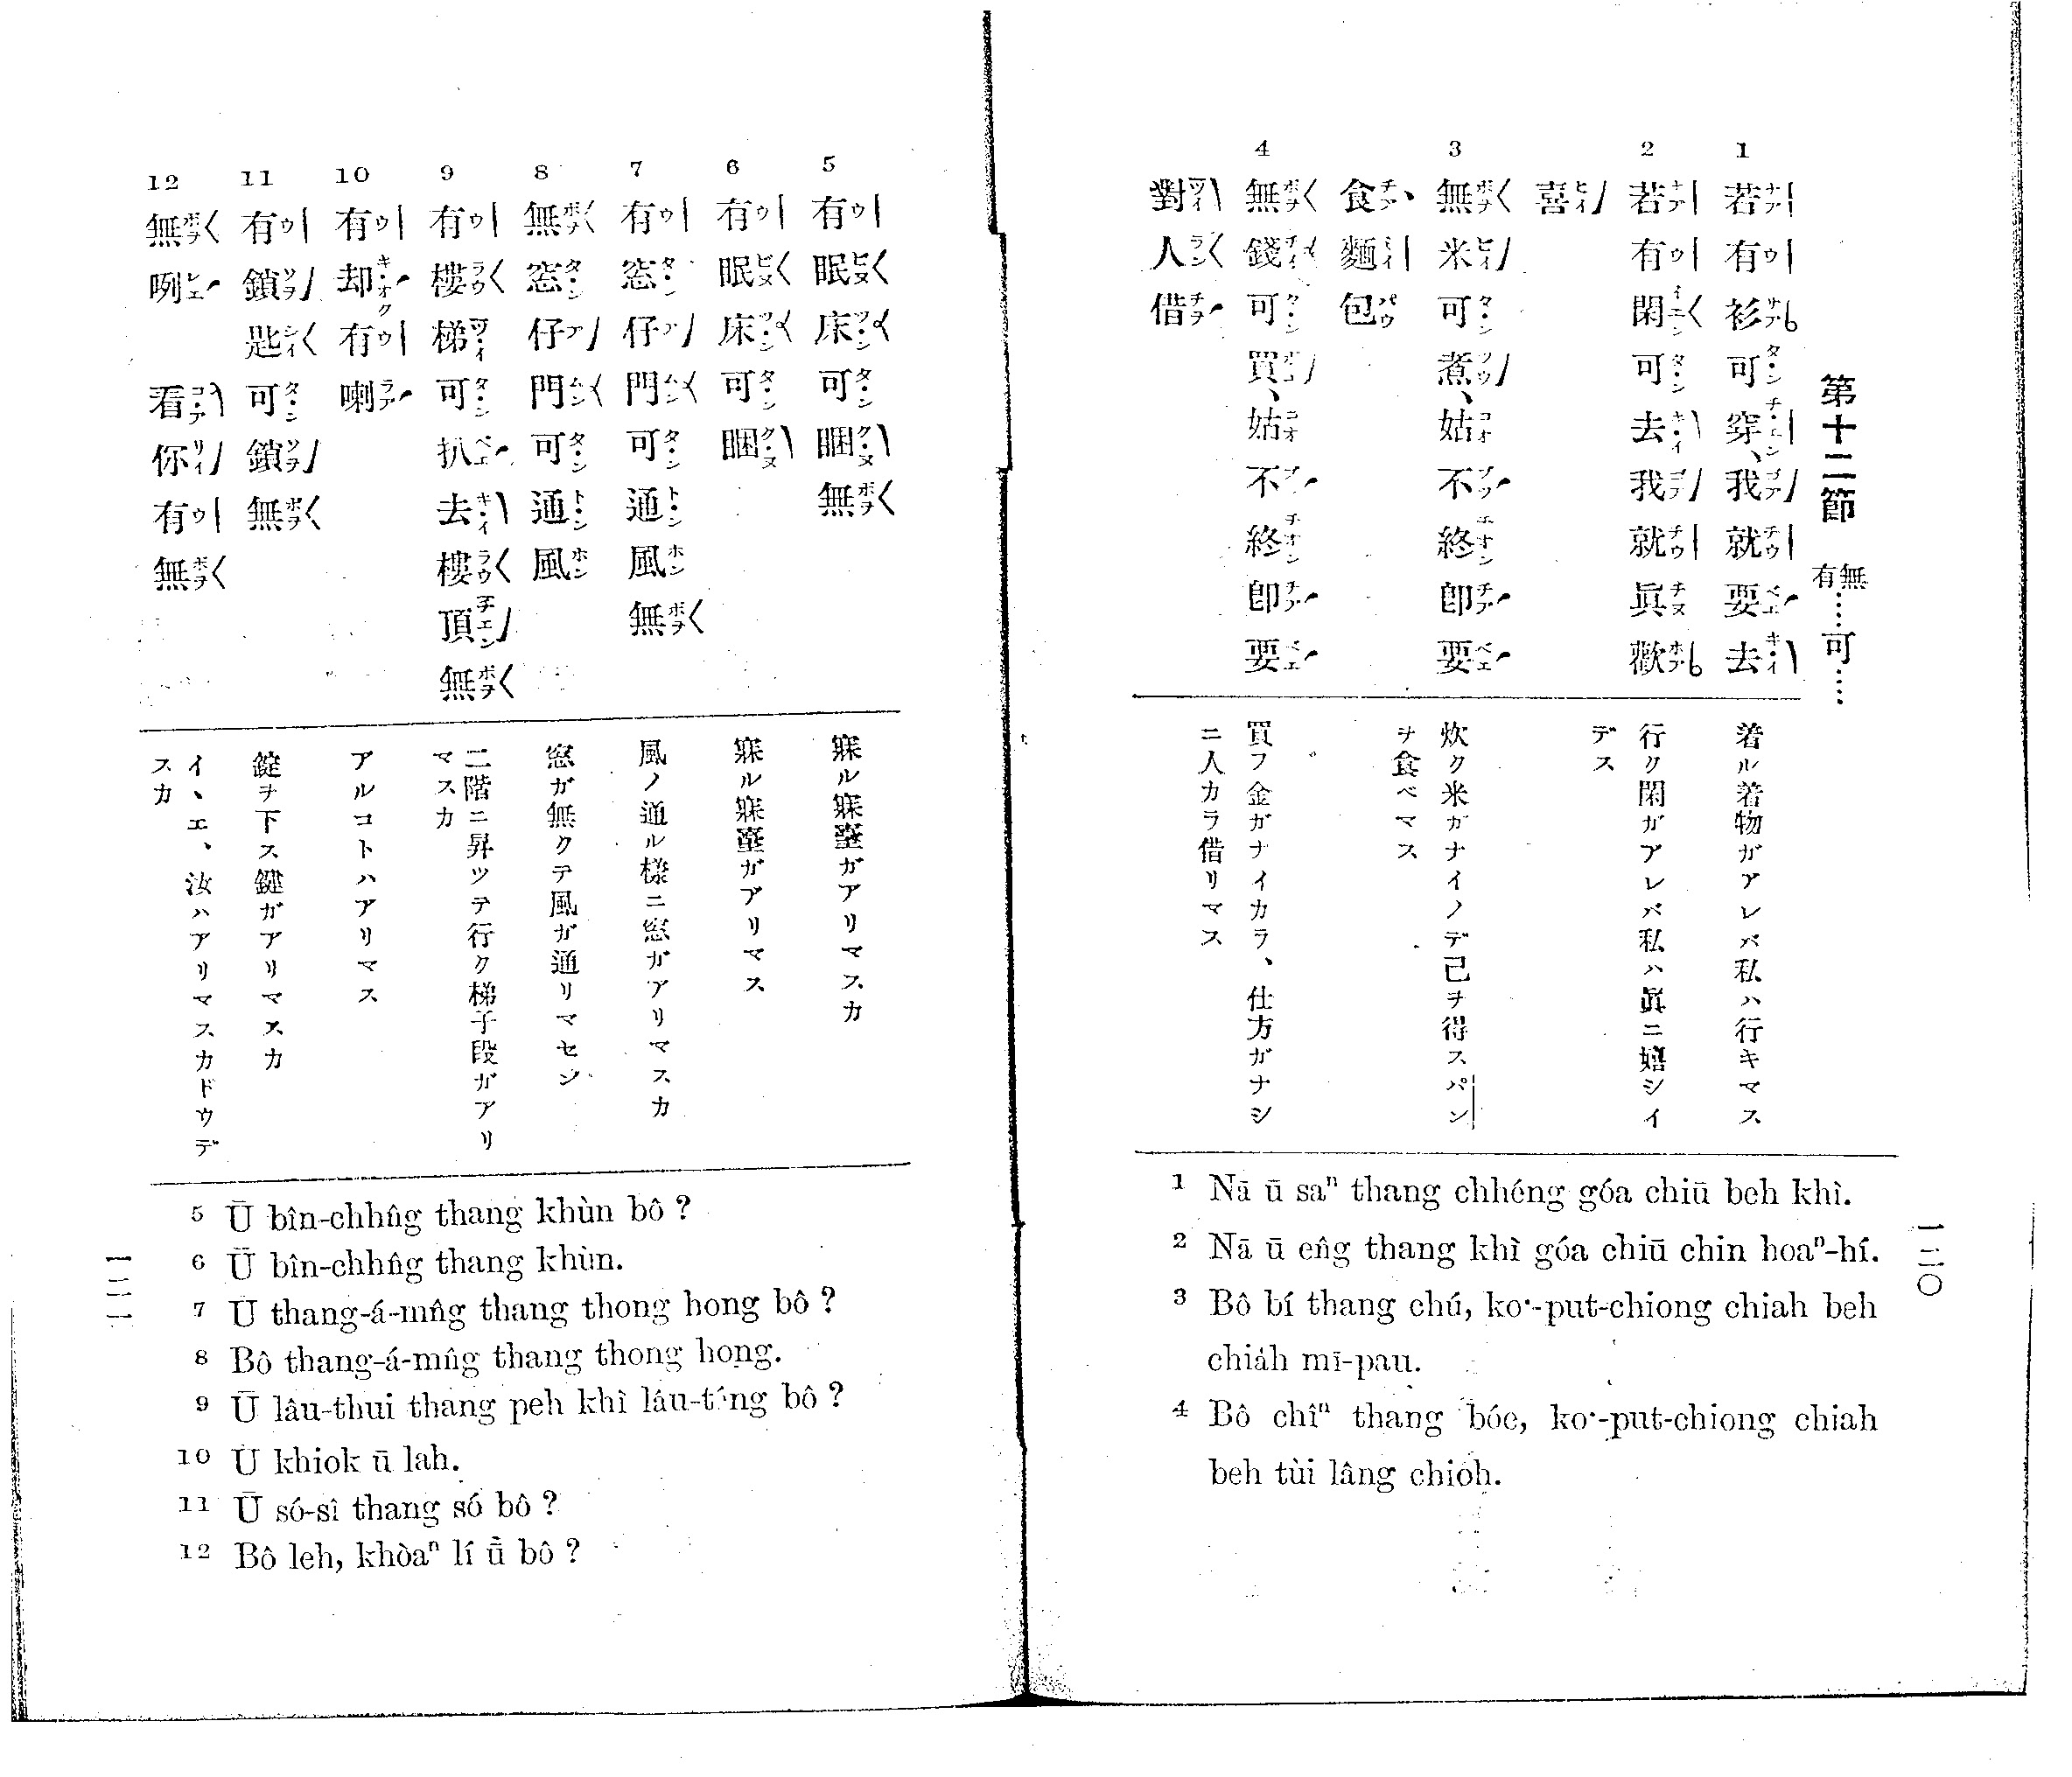 第十二節 有無……可……
1 若有衫可穿、我就要去
2 若有閑可去我就眞歡
喜
3 無米可煮、姑不終卽要
食麵包
4 無錢可買、姑不終卽要
對人借
着ル着物ガアレバ私ハ行キマス
行ク閑ガアレバ私ハ眞ニ嬉シイ
デス
炊ク米ガナイノデ已ヲ得スパン
ヲ食ベマス
買フ金ガナイカラ、仕方ガナシ
ニ人カラ借リマス
1 Nā ū saⁿ thang chhéng góa chiū beh khì.
2 Nā ū en̂g thang khì góa chiū chin hoaⁿ-hí.
3 Bô bí thang chú, ko·-put-chiong chiah beh
chia̍h mī-pau.
4 Bô chîⁿ thang bóe, ko·-put-chiong chiah
beh tùi lâng chioh.
一二〇
5 有眠床可睏無
6 有眠床可睏
7 有窓仔門可通風無
8 無窓仔門可通風
9 有樓梯可扒去樓頂無
10 有却有喇
11 有鎖匙可鎖無
12 無咧 看你有無
寐ル寐臺ガアリマスカ
寐ル寐臺ガアリマス
風ノ通ル樣ニ窓ガアリマスカ
窓ガ無クテ風ガ通リマセン
二階ニ昇ツテ行ク梯子段ガアリ
マスカ
アルコトハアリマス
錠ヲ下ス鍵ガアリマスカ
イヽエ、汝ハアリマスカドウデ
スカ
5 Ū bîn-chhn̂g thang khùn bô ?
6 Ū bîn-chhn̂g thang khùn.
7 Ū thang-á-mn̂g thang thong hong bô ?
8 Bô thang-á-mn̂g thang thong hong.
9 Ū lâu-thui thang peh khì lâu-téng bô ?
10 Ū khiok ū lah.
11 Ū só-sî thang só bô ?
12 Bô leh, khòaⁿ lí ū bô ?
一二一